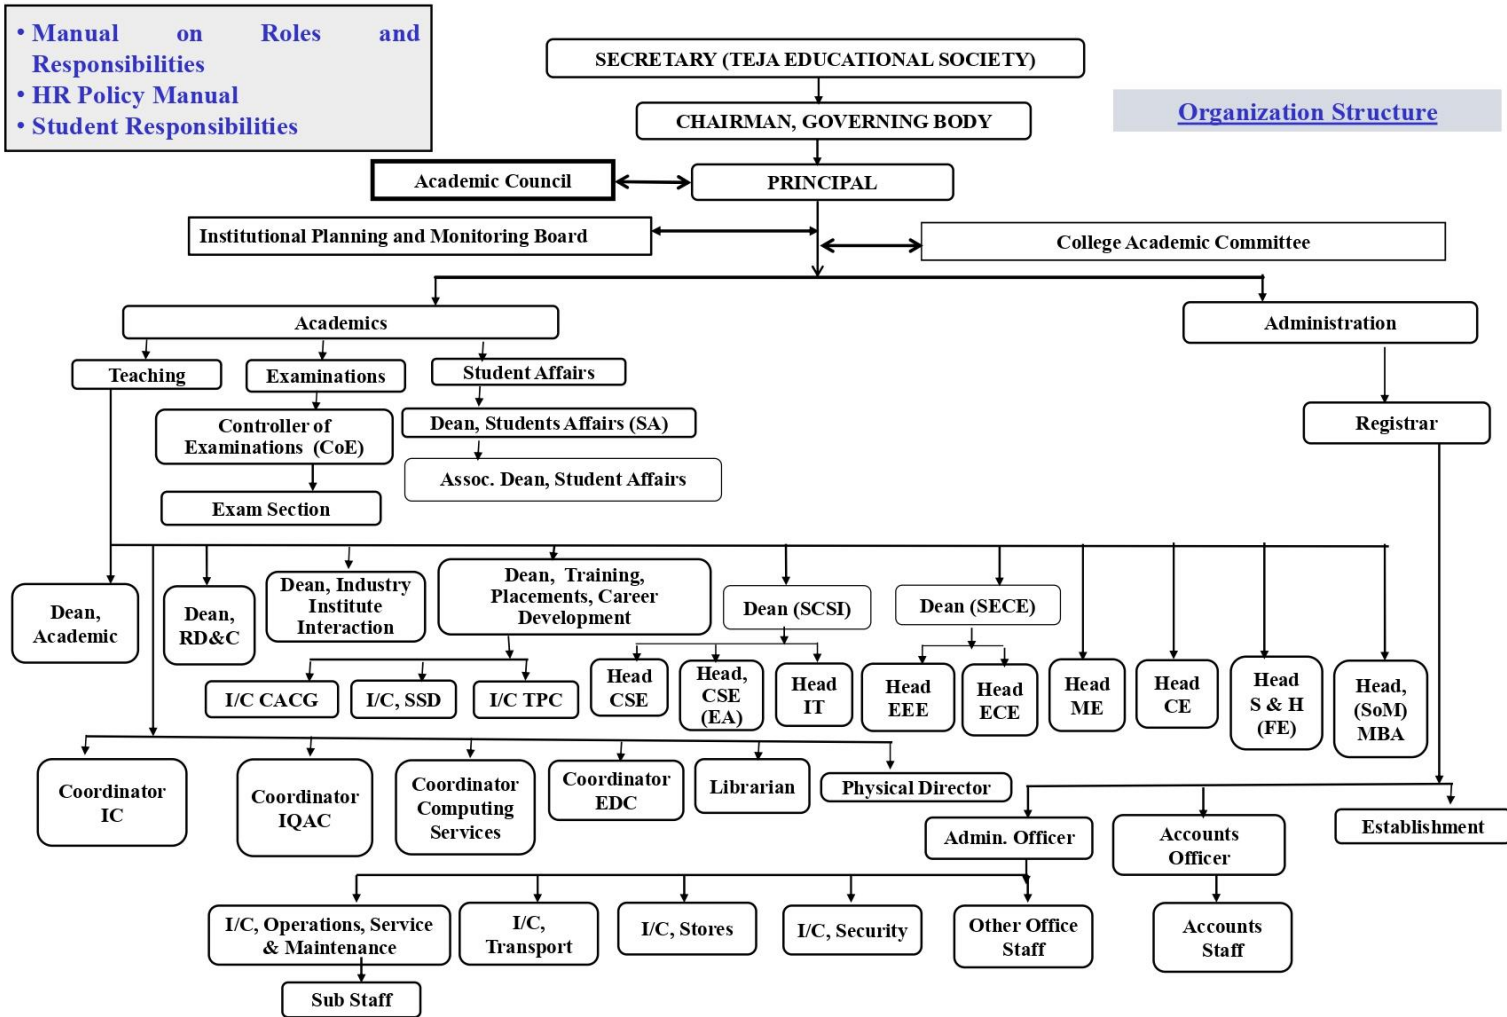 • Manual on Roles and
Responsibilities
• HR Policy Manual
• Student Responsibilities
SECRETARY (TEJA EDUCATIONAL SOCIETY)
CHAIRMAN, GOVERNING BODY
Organization Structure
Academic Council
PRINCIPAL
Institutional Planning and Monitoring Board
College Academic Committee
Academics
Administration
Teaching
Examinations
Student Affairs
Controller of
Examinations (CoE)
Dean, Students Affairs (SA)
Registrar
Assoc. Dean, Student Affairs
Exam Section
Dean,
Academic
Dean,
RD&C
Dean, Industry
Institute
Interaction
Dean, Training,
Placements, Career
Development
Dean (SCSI)
Dean (SECE)
I/C CACG
I/C, SSD
I/C TPC
Head
CSE
Head,
CSE
(EA)
Head
IT
Head
EEE
Head
ECE
Head
ME
Head
CE
Head
S & H
(FE)
Head,
(SoM)
MBA
Coordinator
IC
Coordinator
IQAC
Coordinator
Computing
Services
Coordinator
EDC
Librarian
Physical Director
Admin. Officer
Accounts
Officer
Establishment
I/C, Operations, Service
& Maintenance
I/C,
Transport
I/C, Stores
I/C, Security
Other Office
Staff
Accounts
Staff
Sub Staff